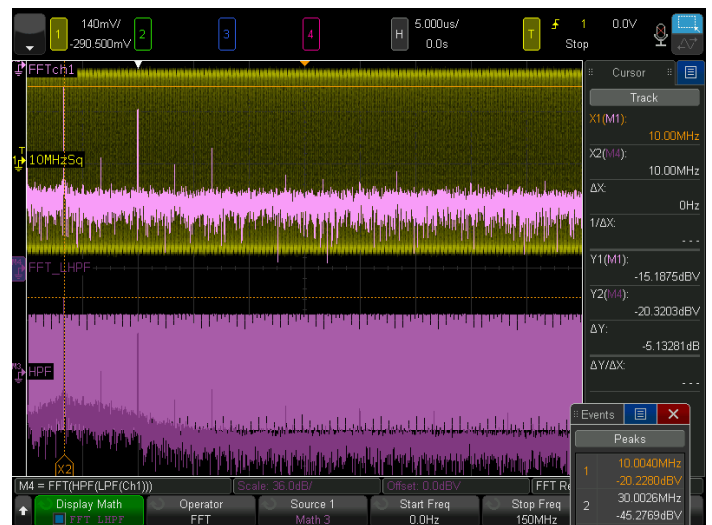 1 140mV/ 2 3 4 H 5.000us/ T 1 0.0V
-290.500mV 0.0s Stop
FFTch1
Cursor
Track
X1(M1):
10.00MHz
X2(M4):
10.00MHz
ΔX:
0Hz
1/ΔX:
- - -
Y1(M1):
-15.1875dBV
Y2(M4):
-20.3203dBV
ΔY:
-5.13281dB
ΔY/ΔX:
- - -
T
1 10MHzSq
FFT_LHPF
HPF
X2
Events
Peaks
1 10.0040MHz
-20.2280dBV
2 30.0026MHz
-45.2769dBV
M4 = FFT(HPF(LPF(Ch1))) Scale: 36.0dB/ Offset: 0.0dBV FFT Re
Display Math Operator Source 1 Start Freq Stop Freq
FFT_LHPF FFT Math 3 0.0Hz 150MHz